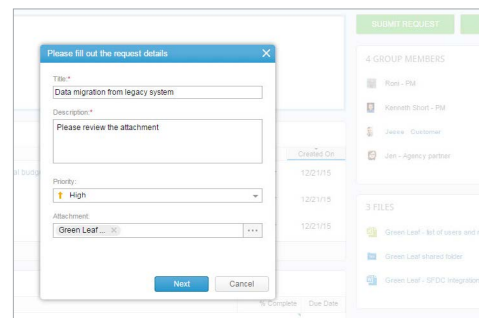 SUBMIT REQUEST
Please fill out the request details
4 GROUP MEMBERS
Title:*
Data migration from legacy system
Roni - PM
Description:*
Kenneth Short - PM
Please review the attachment
Customer
Created On
Jen - Agency partner
al budge
12/21/15
Priority:
High
12/21/15
3 FILES
Attachment:
12/21/15
Green Leaf ...
Green Leaf - list of users and r
Green Leaf shared folder
Next
Cancel
Green Leaf - SFDC integration
% Complete Due Date